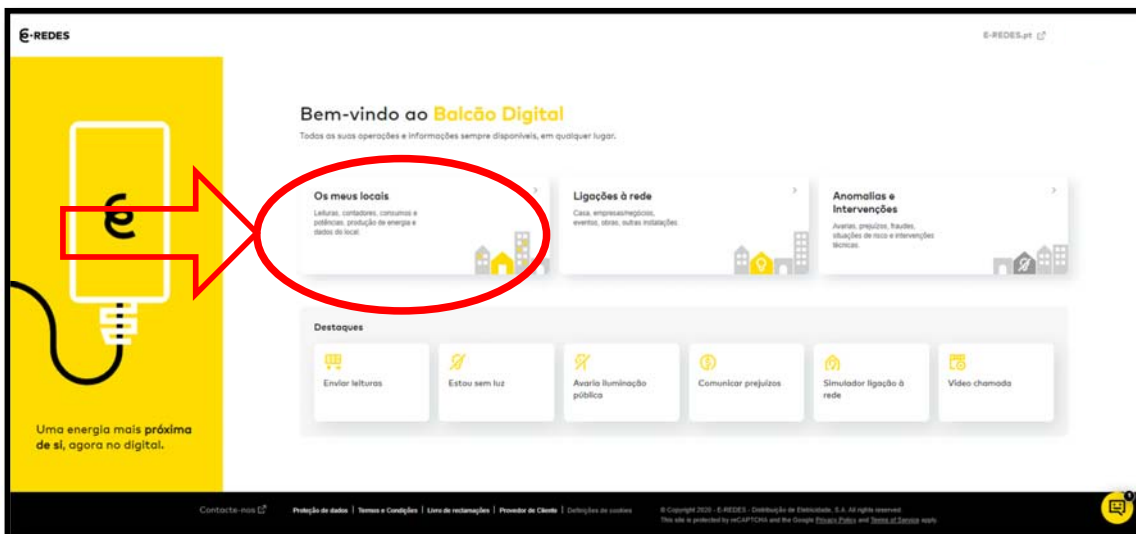 e-REDES
E-REDES.pt
Bem-vindo ao Balcão Digital
Todas as suas operações e informações sempre disponíveis, em qualquer lugar.
Os meus locais
Leituras, contadores, consumos e
potências, produção de energia e
dados do local.
Ligações à rede
Casa, empresas/negócios,
eventos, obras, outras instalações
Anomalias e
Intervenções
Avarias, prejuízos, fraudes,
situações de risco e intervenções
técnicas.
Destaques
Enviar leituras
Estou sem luz
Avaria iluminação
pública
Comunicar prejuízos
Simulador ligação à
rede
Vídeo chamada
Uma energia mais próxima
de si, agora no digital.
Contacte-nos
Proteção de dados | Termos e Condições | Livro de reclamações | Provedor de Cliente | Definições de cookies
© Copyright 2020 - E-REDES - Distribuição de Eletricidade, S.A. All rights reserved.
This site is protected by reCAPTCHA and the Google Privacy Policy and Terms of Service apply.
1